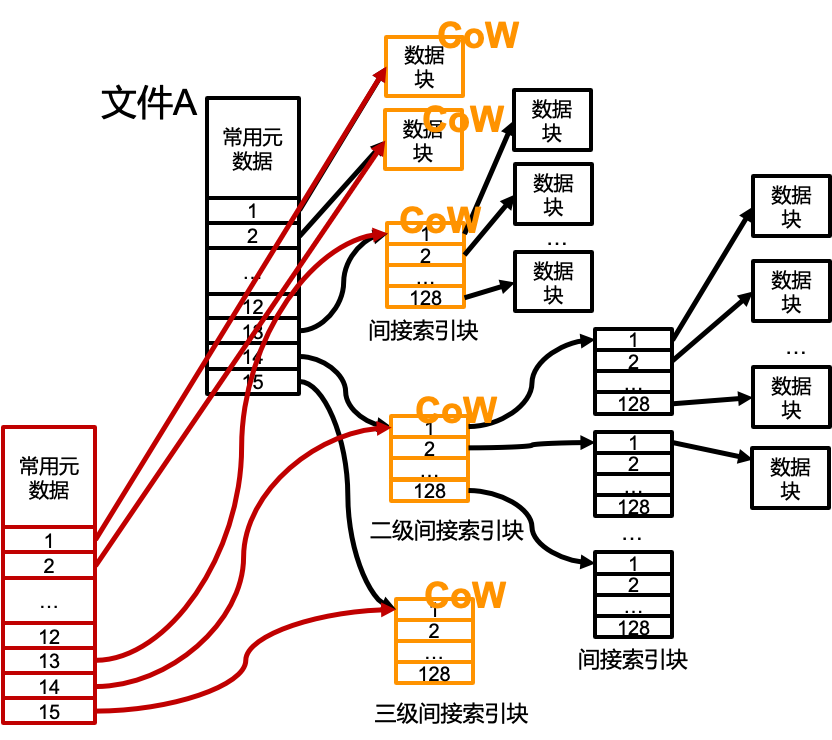 文件A
常用元
数据
1
2
...
12
13
14
15
CoW
数据
块
CoW
数据
块
CoW
1
2
...
128
间接索引块
数据
块
数据
块
...
数据
块
CoW
1
2
...
128
二级间接索引块
1
2
...
128
1
2
...
128
...
1
2
...
128
间接索引块
数据
块
数据
块
...
数据
块
数据
块
常用元
数据
1
2
...
12
13
14
15
CoW
1
2
...
128
三级间接索引块